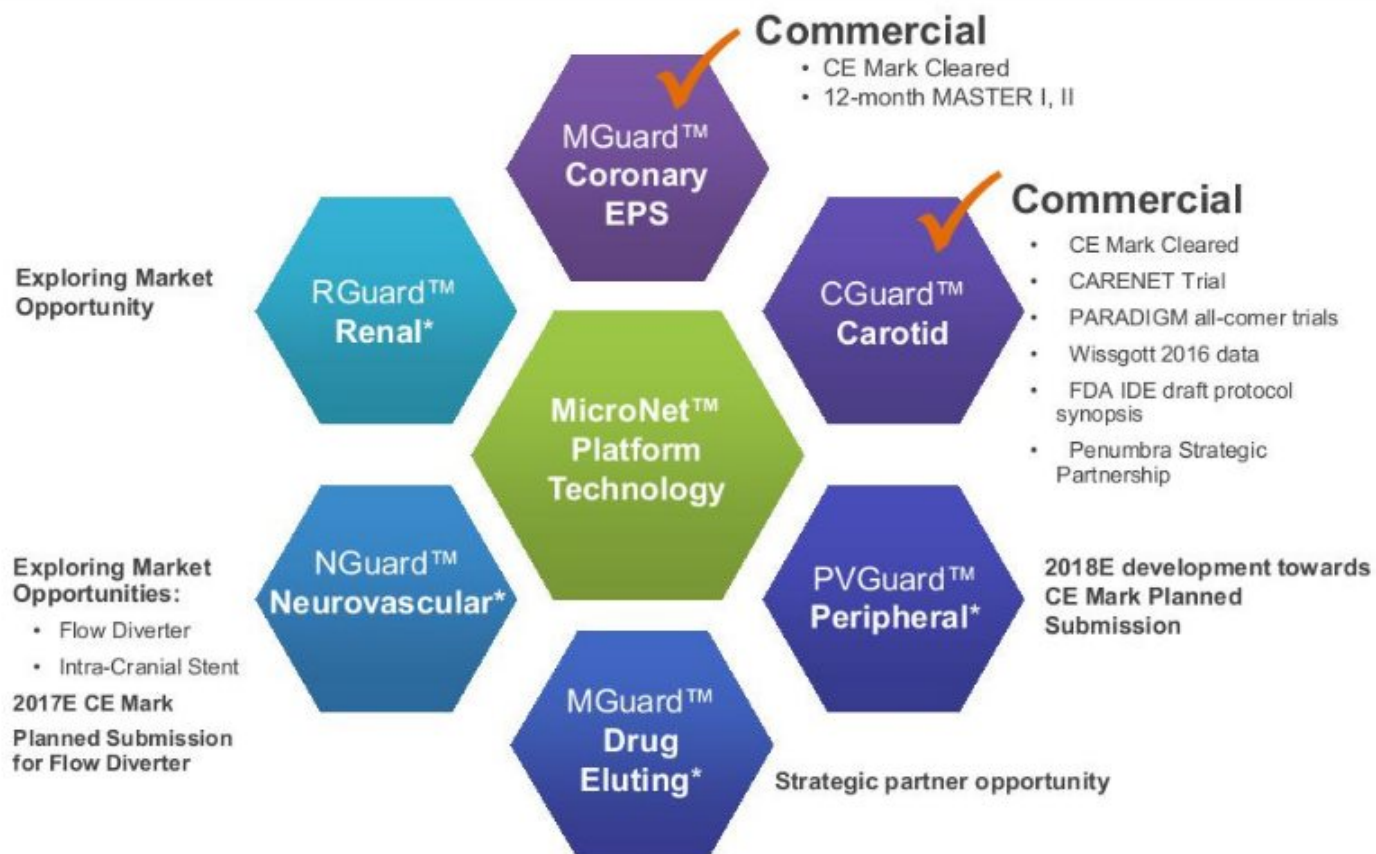 Commercial
• CE Mark Cleared
• 12-month MASTER I, II
MGuard™
Coronary
EPS
Commercial
• CE Mark Cleared
• CARENET Trial
• PARADIGM all-comer trials
• Wissgott 2016 data
• FDA IDE draft protocol
synopsis
• Penumbra Strategic
Partnership
CGuard™
Carotid
Exploring Market
Opportunity
RGuard™
Renal*
MicroNet™
Platform
Technology
Exploring Market
Opportunities:
• Flow Diverter
• Intra-Cranial Stent
2017E CE Mark
Planned Submission
for Flow Diverter
NGuard™
Neurovascular*
PVGuard™
Peripheral*
2018E development towards
CE Mark Planned
Submission
MGuard™
Drug
Eluting*
Strategic partner opportunity